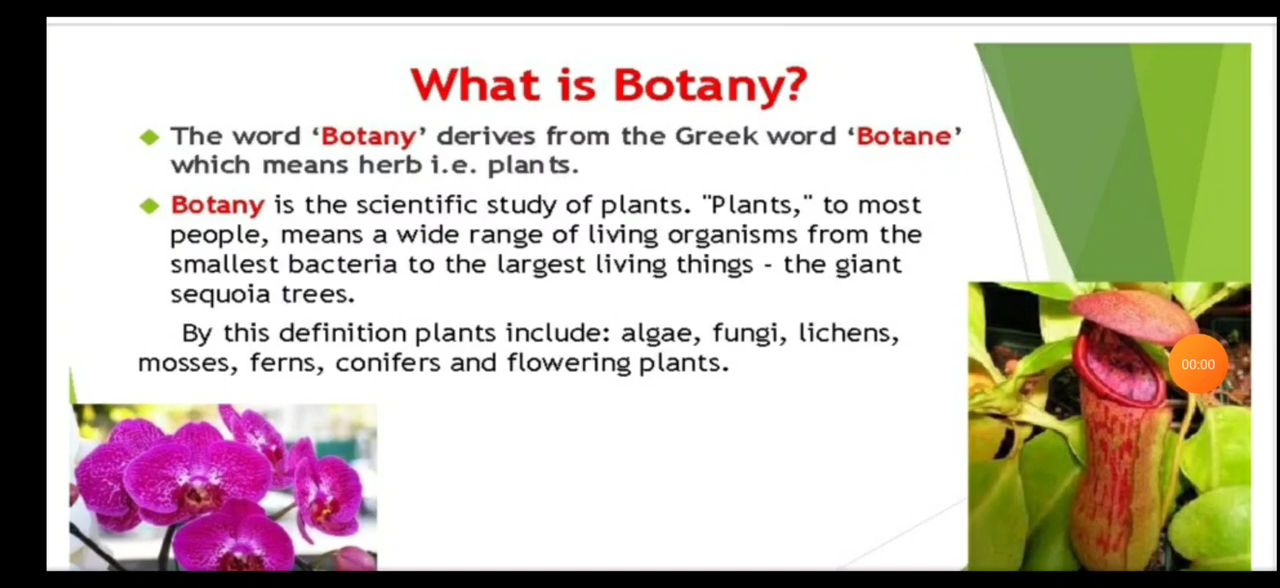 What is Botany?
The word ‘Botany’ derives from the Greek word ‘Botane’
which means herb i.e. plants.
Botany is the scientific study of plants. "Plants," to most
people, means a wide range of living organisms from the
smallest bacteria to the largest living things - the giant
sequoia trees.
By this definition plants include: algae, fungi, lichens,
mosses, ferns, conifers and flowering plants.
00:00